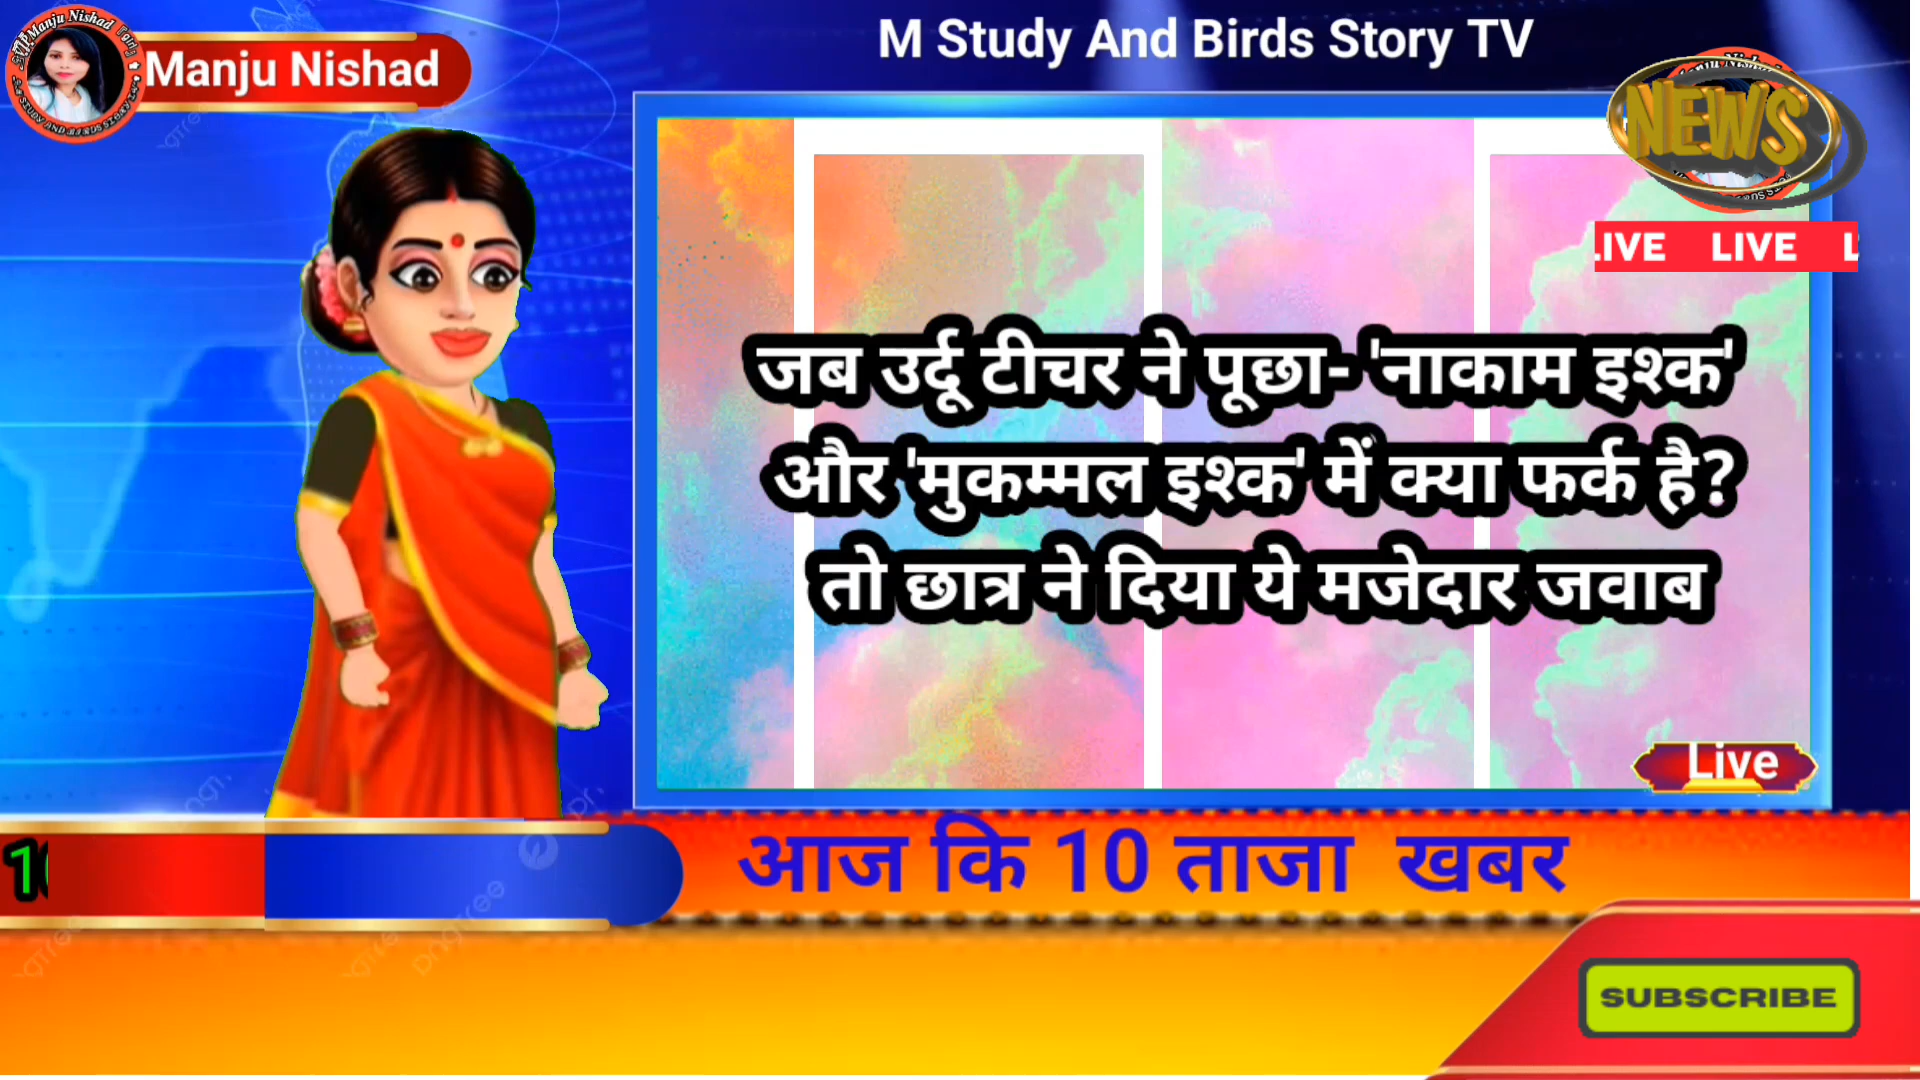 M Study And Birds Story TV
Manju Nishad
NEWS
LIVE
जब उर्दू टीचर ने पूछा- 'नाकाम इश्क'
और 'मुकम्मल इश्क' में क्या फर्क है?
तो छात्र ने दिया ये मजेदार जवाब
Live
आज कि 10 ताजा खबर
SUBSCRIBE